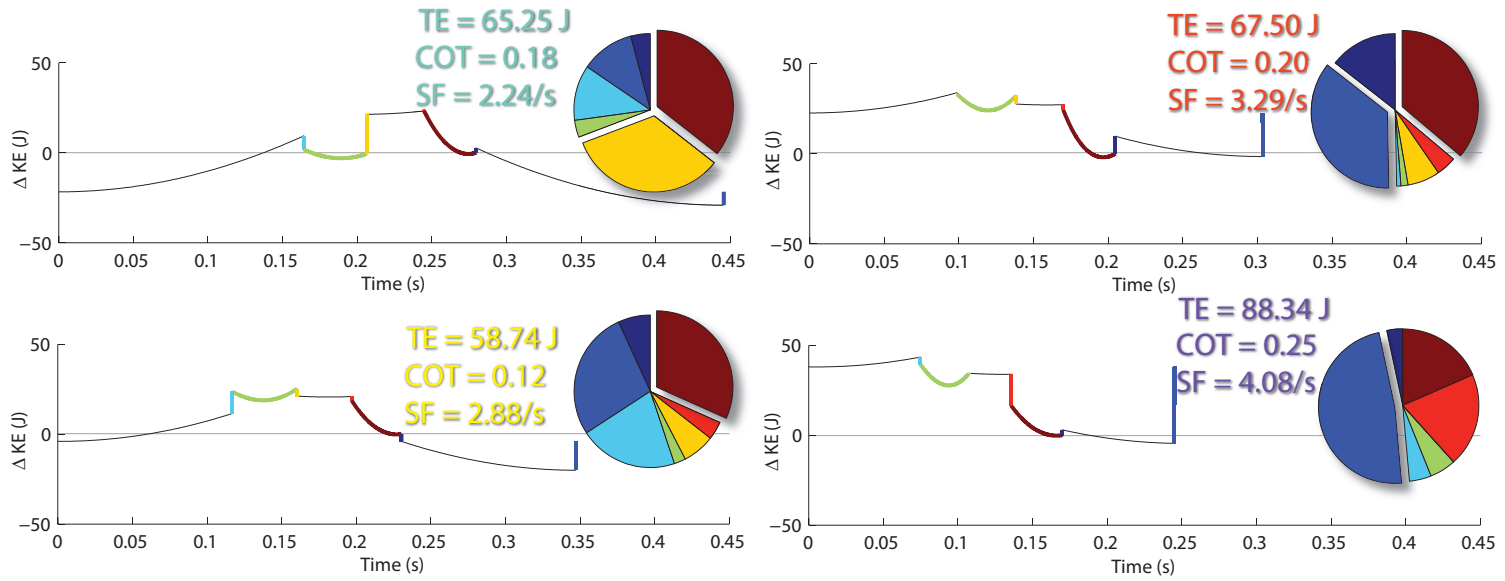 TE = 65.25 J
COT = 0.18
SF = 2.24/s
50
0
−50
Δ KE (J)
0 0.05 0.1 0.15 0.2 0.25 0.3 0.35 0.4 0.45
Time (s)
TE = 67.50 J
COT = 0.20
SF = 3.29/s
50
0
−50
Δ KE (J)
0 0.05 0.1 0.15 0.2 0.25 0.3 0.35 0.4 0.45
Time (s)
TE = 58.74 J
COT = 0.12
SF = 2.88/s
50
0
−50
Δ KE (J)
0 0.05 0.1 0.15 0.2 0.25 0.3 0.35 0.4 0.45
Time (s)
TE = 88.34 J
COT = 0.25
SF = 4.08/s
50
0
−50
Δ KE (J)
0 0.05 0.1 0.15 0.2 0.25 0.3 0.35 0.4 0.45
Time (s)